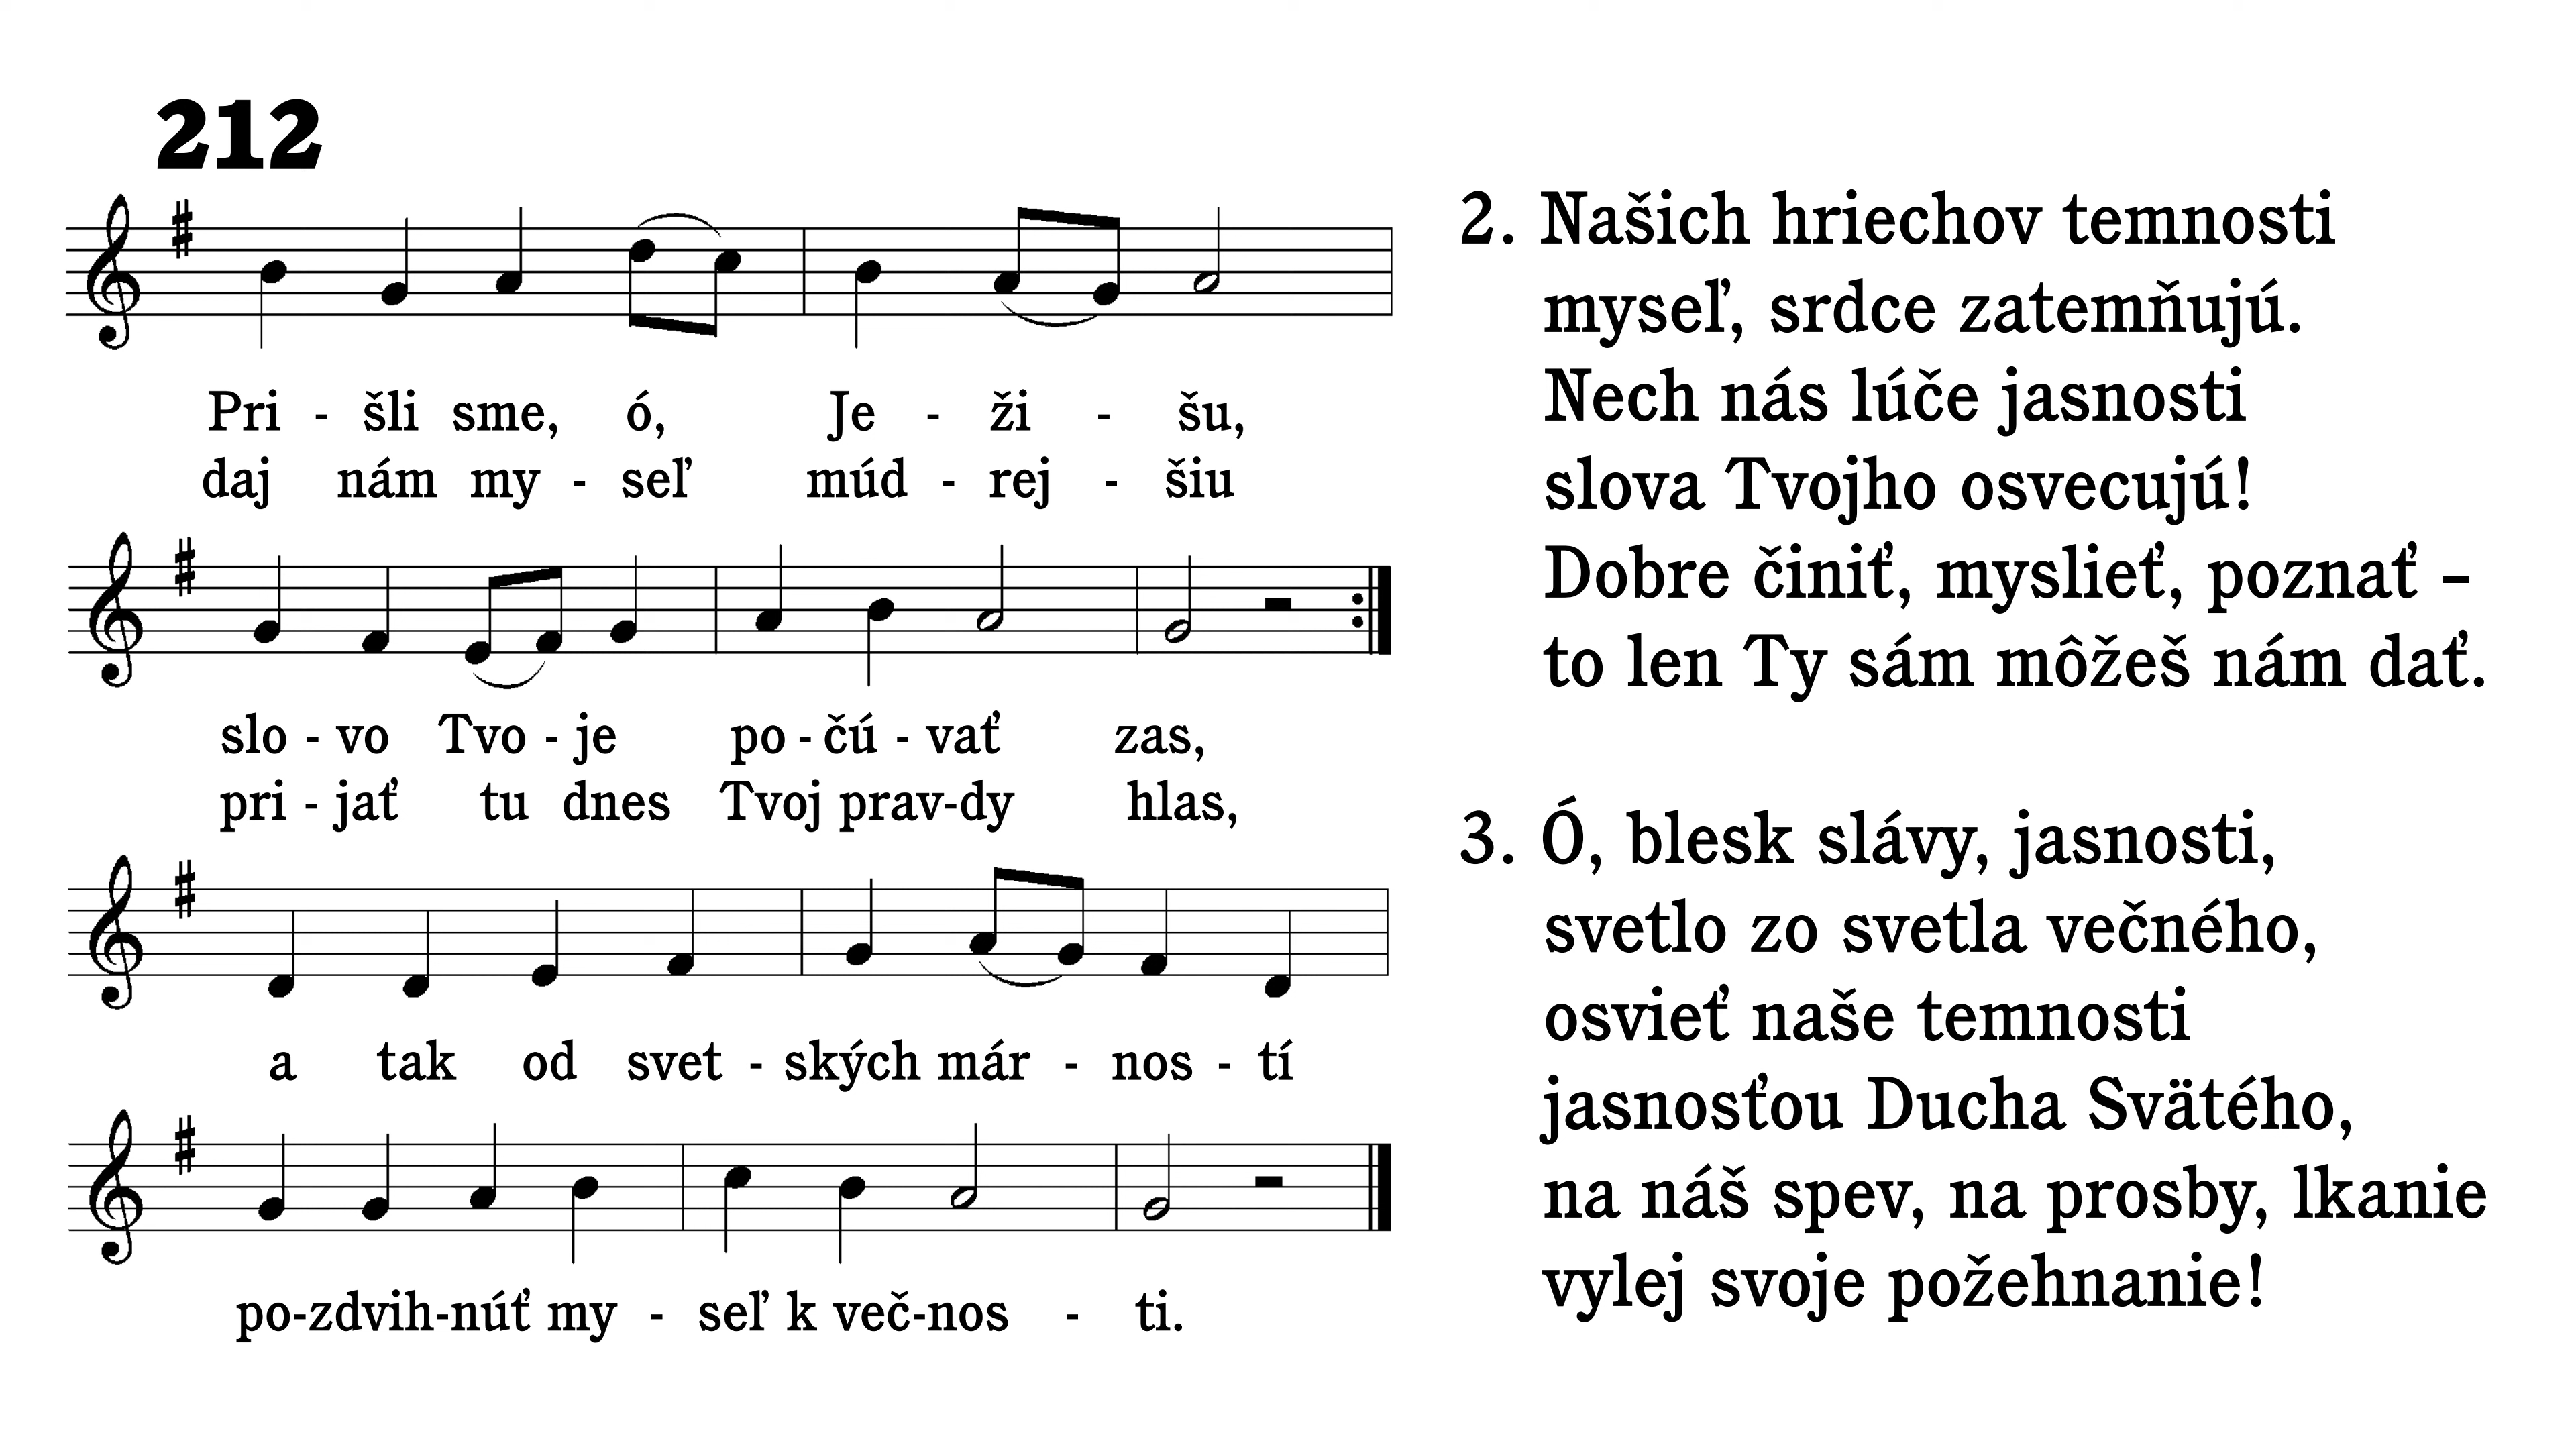 212
Pri - šli sme, ó, Je - ži - šu,
daj nám my - seľ múd - rej - šiu
slo - vo Tvo - je po - čú - vať zas,
pri - jať tu dnes Tvoj prav-dy hlas,
a tak od svet - ských már - nos - tí
po-zdvih-núť my - seľ k več-nos - ti.
2. Našich hriechov temnosti
myseľ, srdce zatemňujú.
Nech nás lúče jasnosti
slova Tvojho osvecujú!
Dobre činiť, myslieť, poznať –
to len Ty sám môžeš nám dať.
3. Ó, blesk slávy, jasnosti,
svetlo zo svetla večného,
osvieť naše temnosti
jasnosťou Ducha Svätého,
na náš spev, na prosby, lkanie
vylej svoje požehnanie!